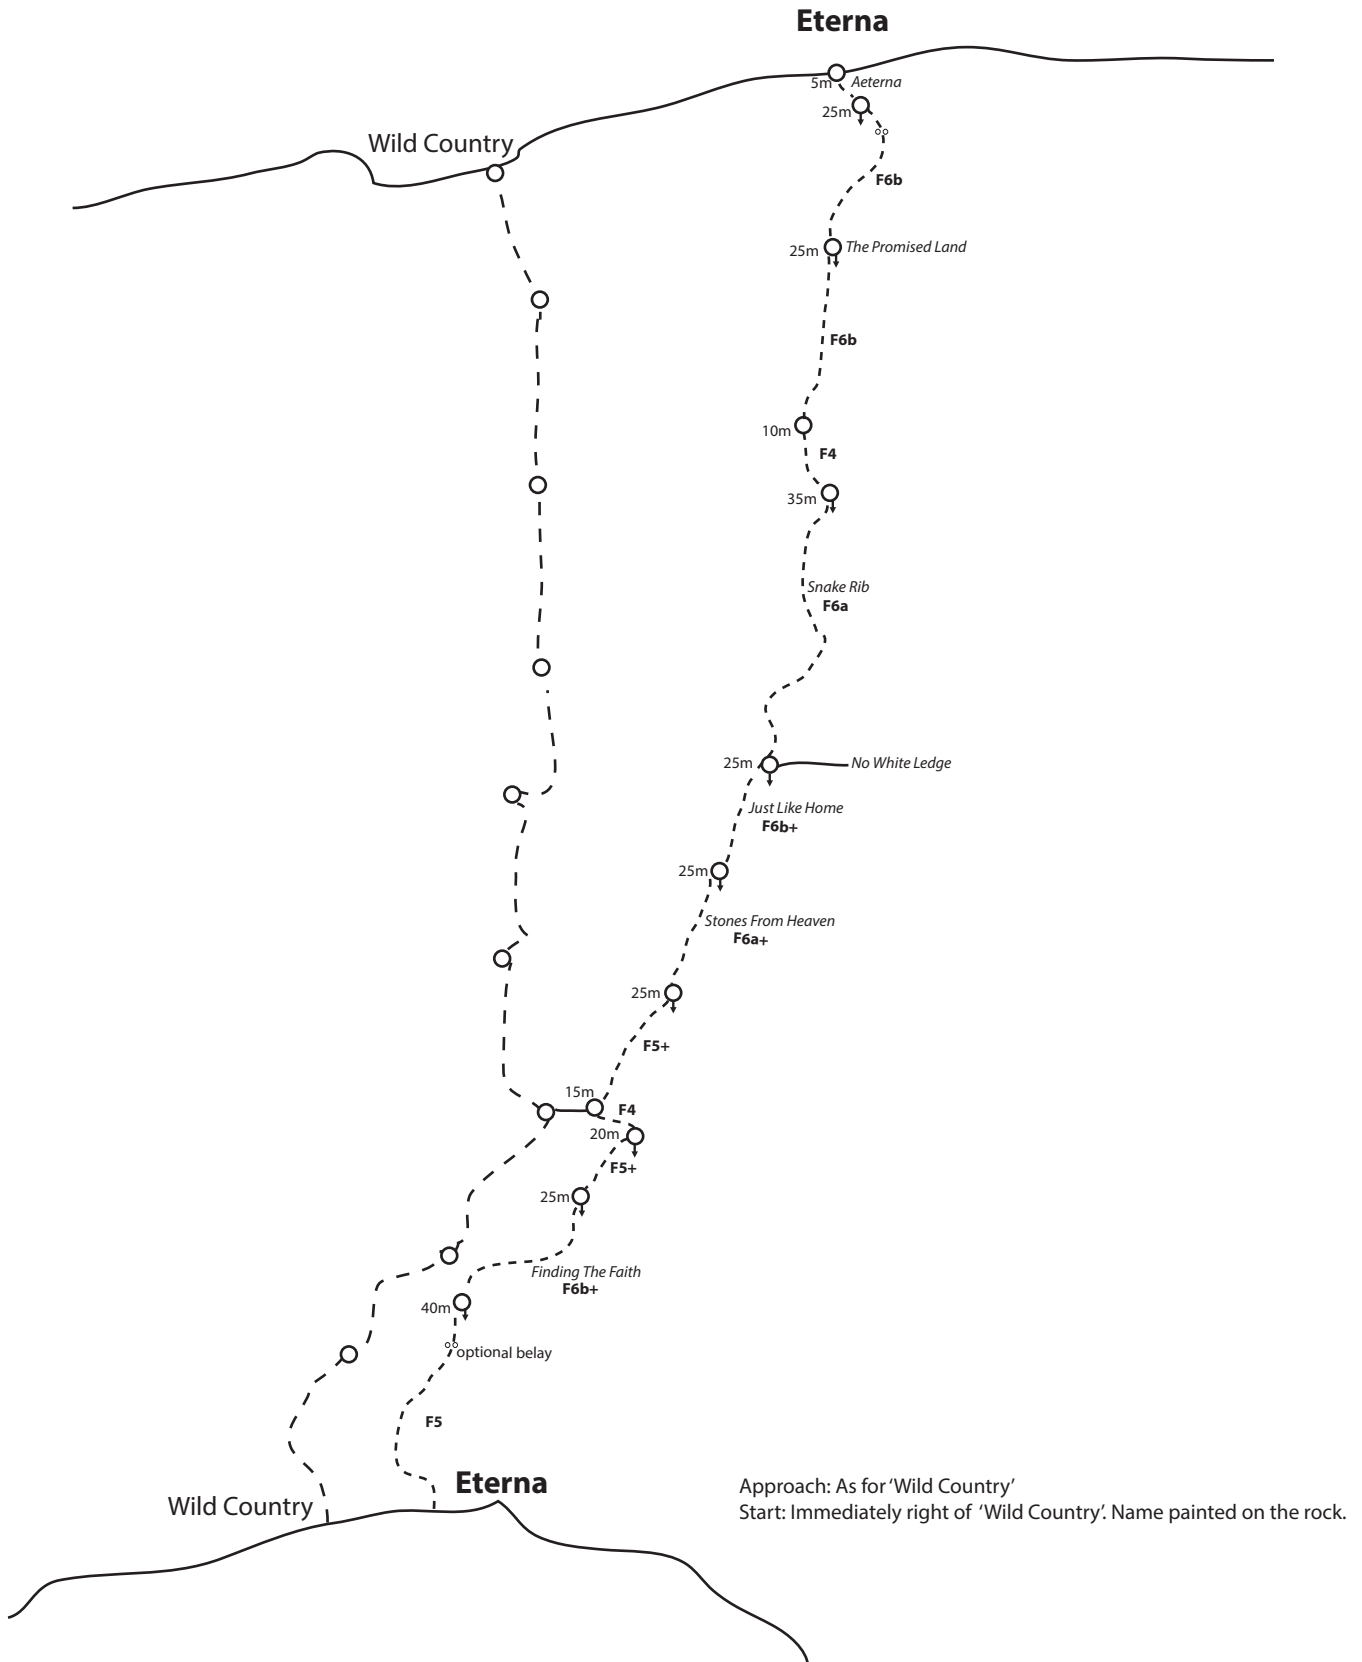 Eterna
5m
Aeterna
25m
Wild Country
F6b
25m
The Promised Land
F6b
10m
F4
35m
Snake Rib
F6a
25m
No White Ledge
Just Like Home
F6b+
25m
Stones From Heaven
F6a+
25m
F5+
15m
F4
20m
F5+
25m
Finding The Faith
F6b+
40m
optional belay
F5
Eterna
Wild Country
Approach: As for 'Wild Country'
Start: Immediately right of 'Wild Country'. Name painted on the rock.